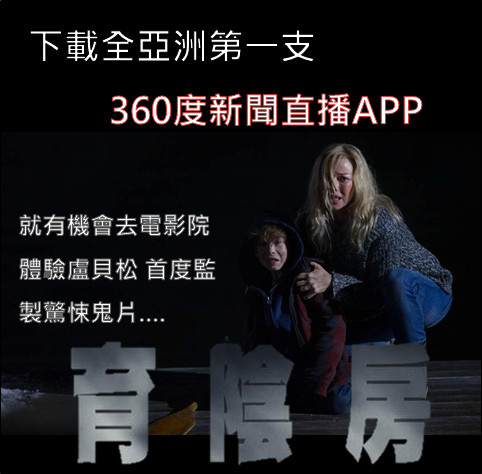 下載全亞洲第一支
360度新聞直播APP
就有機會去電影院
體驗盧貝松 首度監
製驚悚鬼片....
育陰房